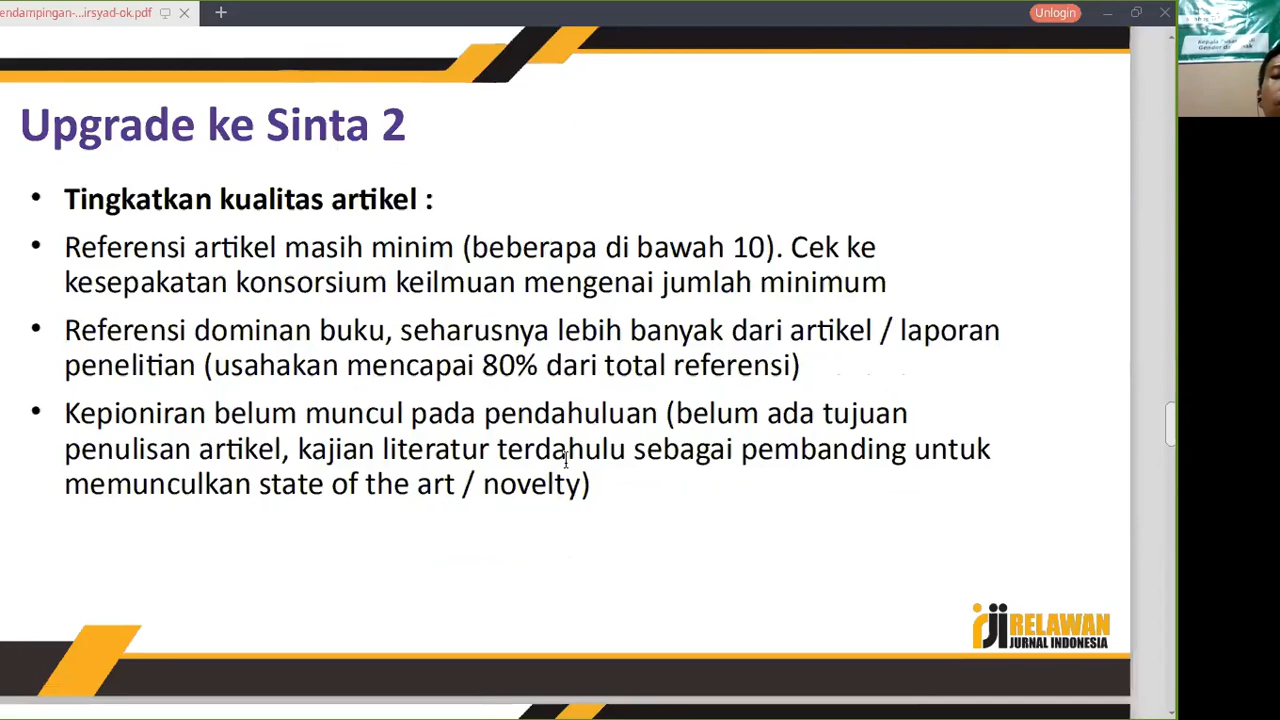 endampingan-...irsyad-ok.pdf
Unlogin
Upgrade ke Sinta 2
• Tingkatkan kualitas artikel :
• Referensi artikel masih minim (beberapa di bawah 10). Cek ke
kesepakatan konsorsium keilmuan mengenai jumlah minimum
• Referensi dominan buku, seharusnya lebih banyak dari artikel / laporan
penelitian (usahakan mencapai 80% dari total referensi)
• Kepioniran belum muncul pada pendahuluan (belum ada tujuan
penulisan artikel, kajian literatur terdahulu sebagai pembanding untuk
memunculkan state of the art / novelty)
rji RELAWAN
JURNAL INDONESIA